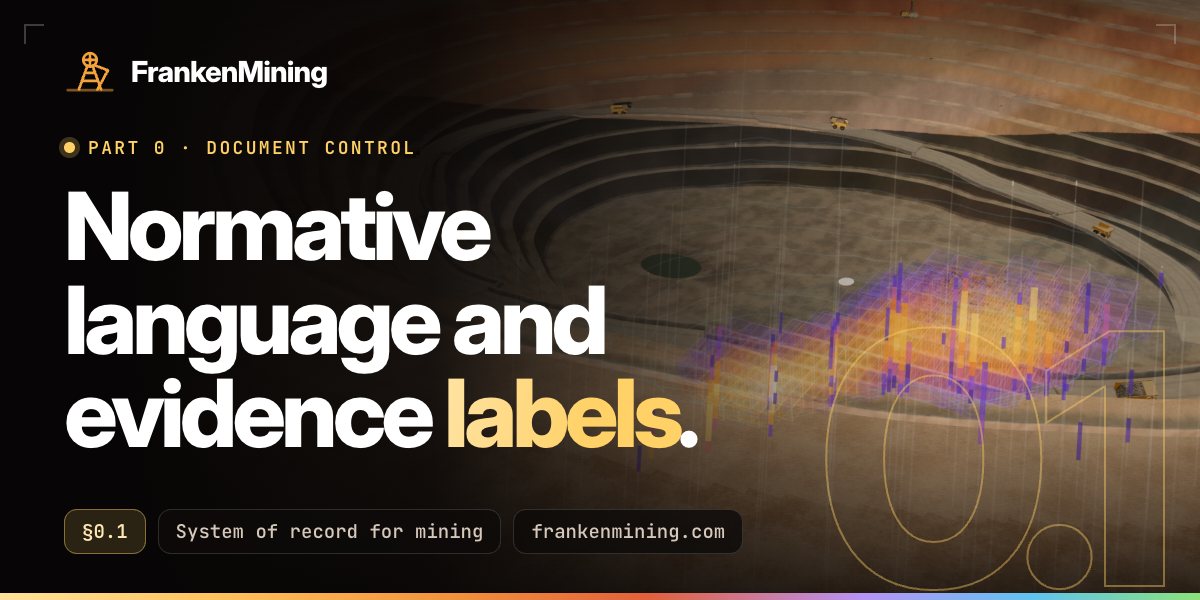 FrankenMining
PART 0 · DOCUMENT CONTROL
Normative
language and
evidence labels.
§0.1
System of record for mining
frankenmining.com
0.1